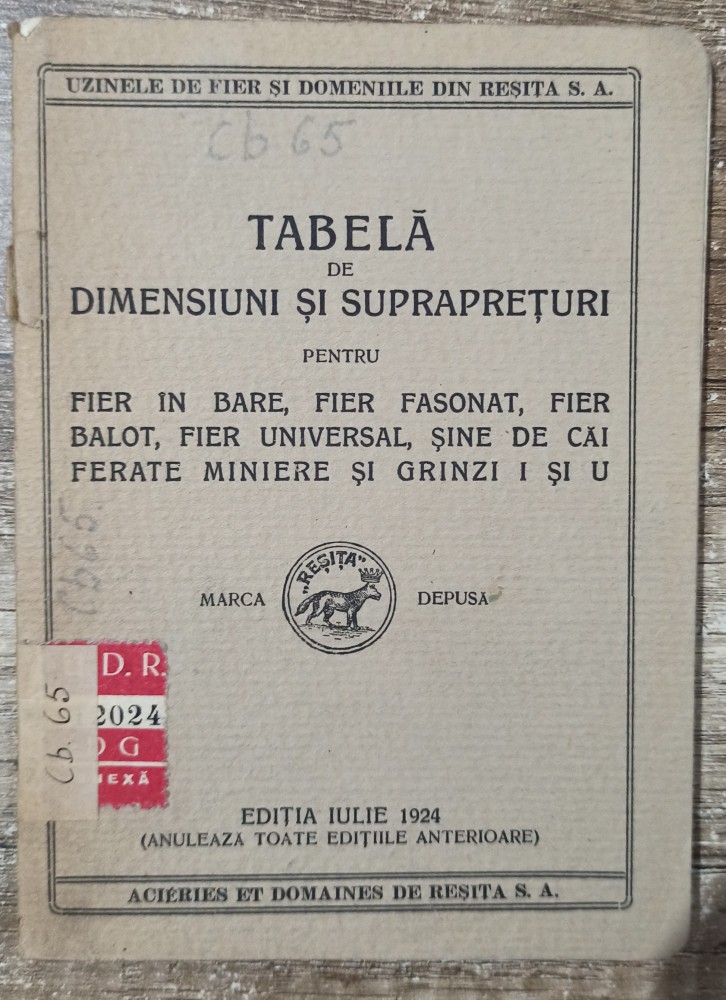 UZINELE DE FIER ȘI DOMENIILE DIN REȘIȚA S. A.
Cb 65
TABELĂ
DE
DIMENSIUNI ȘI SUPRAPREȚURI
PENTRU
FIER ÎN BARE, FIER FASONAT, FIER
BALOT, FIER UNIVERSAL, ȘINE DE CĂI
FERATE MINIERE ȘI GRINZI I ȘI U
MARCA
„REȘIȚA”
DEPUSĂ
D. R.
2024
G
EXĂ
Cb. 65
EDIȚIA IULIE 1924
(ANULEAZĂ TOATE EDIȚIILE ANTERIOARE)
ACIÉRIES ET DOMAINES DE REȘIȚA S. A.